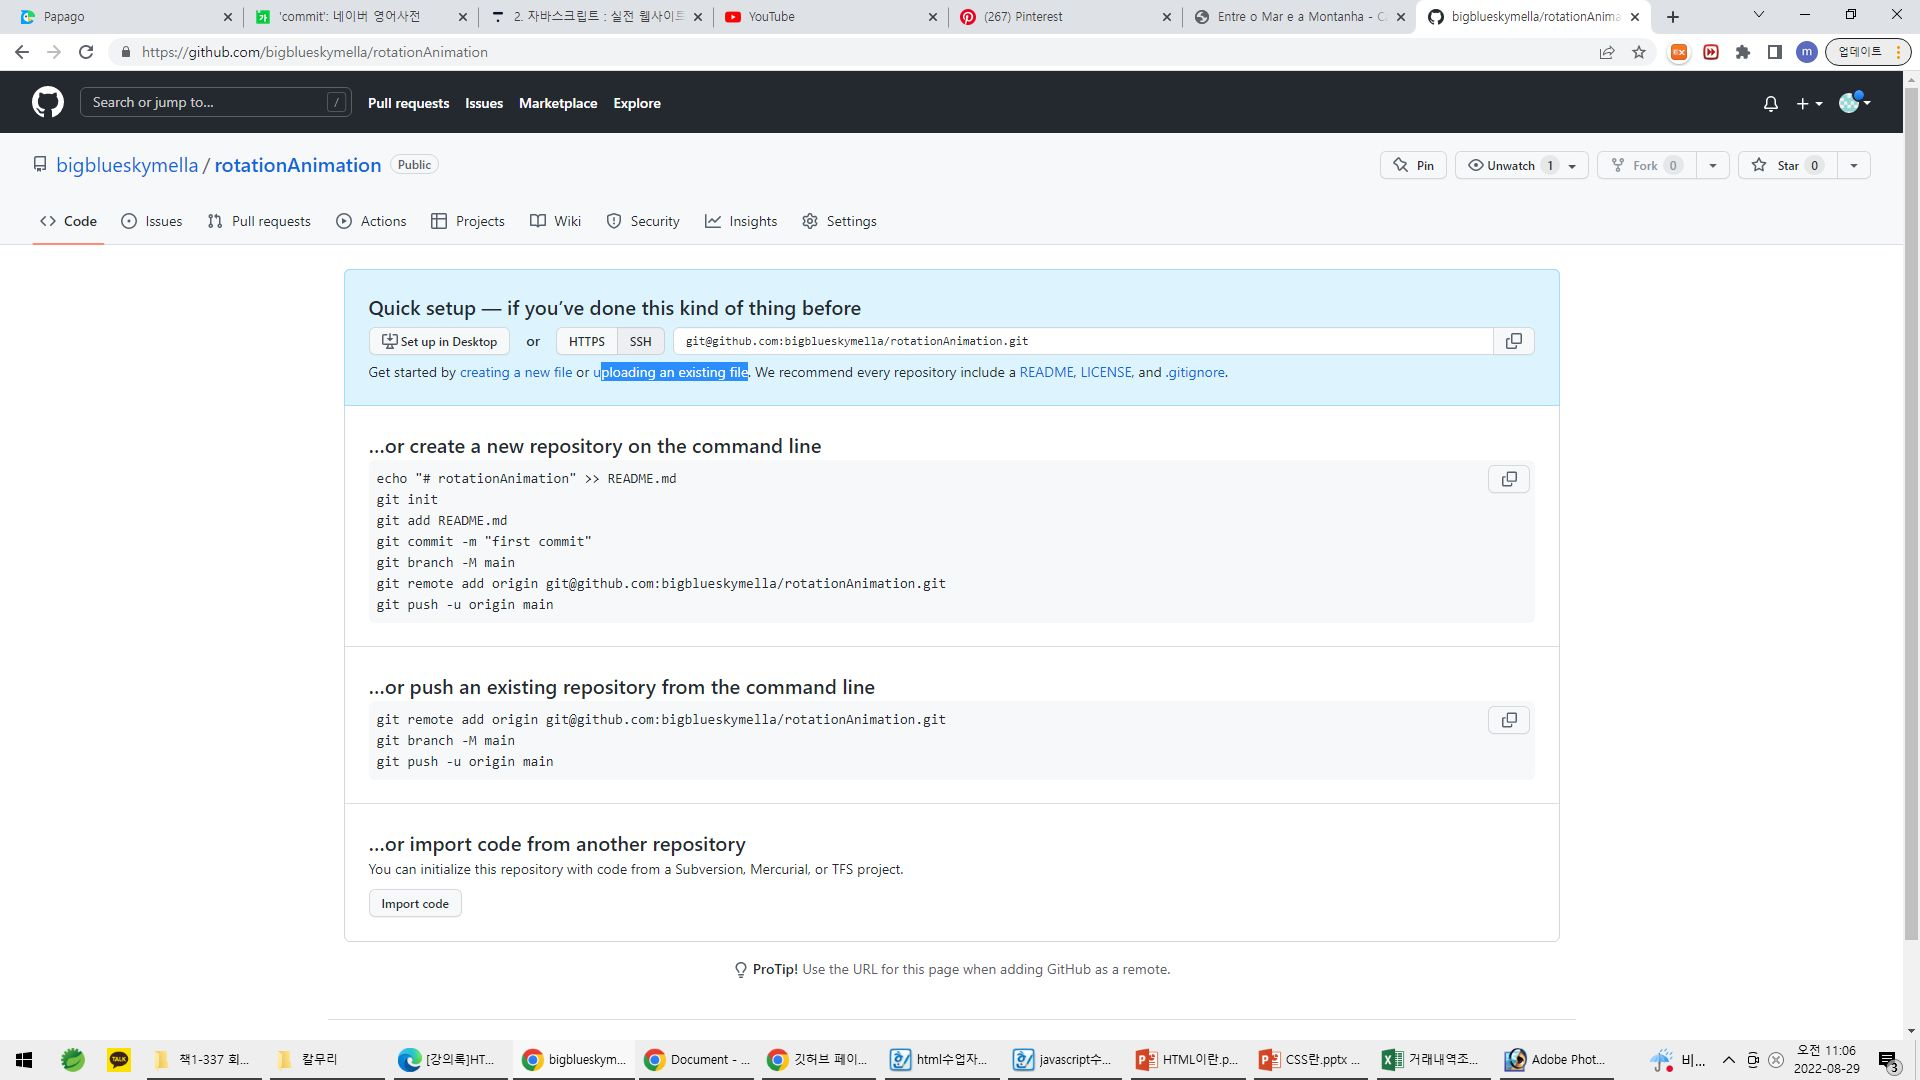 Papago
'commit': 네이버 영어사전
2. 자바스크립트 : 실전 웹사이트
YouTube
(267) Pinterest
Entre o Mar e a Montanha - Ca
bigblueskymella/rotationAnima
https://github.com/bigblueskymella/rotationAnimation
m
업데이트
Search or jump to...
/
Pull requests
Issues
Marketplace
Explore
bigblueskymella / rotationAnimation
Public
Pin
Unwatch 1
Fork 0
Star 0
Code
Issues
Pull requests
Actions
Projects
Wiki
Security
Insights
Settings
Quick setup — if you’ve done this kind of thing before
Set up in Desktop
or
HTTPS
SSH
git@github.com:bigblueskymella/rotationAnimation.git
Get started by creating a new file or uploading an existing file. We recommend every repository include a README, LICENSE, and .gitignore.
…or create a new repository on the command line
echo "# rotationAnimation" >> README.md
git init
git add README.md
git commit -m "first commit"
git branch -M main
git remote add origin git@github.com:bigblueskymella/rotationAnimation.git
git push -u origin main
…or push an existing repository from the command line
git remote add origin git@github.com:bigblueskymella/rotationAnimation.git
git branch -M main
git push -u origin main
…or import code from another repository
You can initialize this repository with code from a Subversion, Mercurial, or TFS project.
Import code
ProTip! Use the URL for this page when adding GitHub as a remote.
TALK
책1-337 회...
칼무리
[강의록]HT...
bigblueskym...
Document - ...
깃허브 페이...
html수업자...
javascript수...
HTML이란.p...
CSS란.pptx ...
거래내역조...
Adobe Phot...
비...
오전 11:06
2022-08-29
3